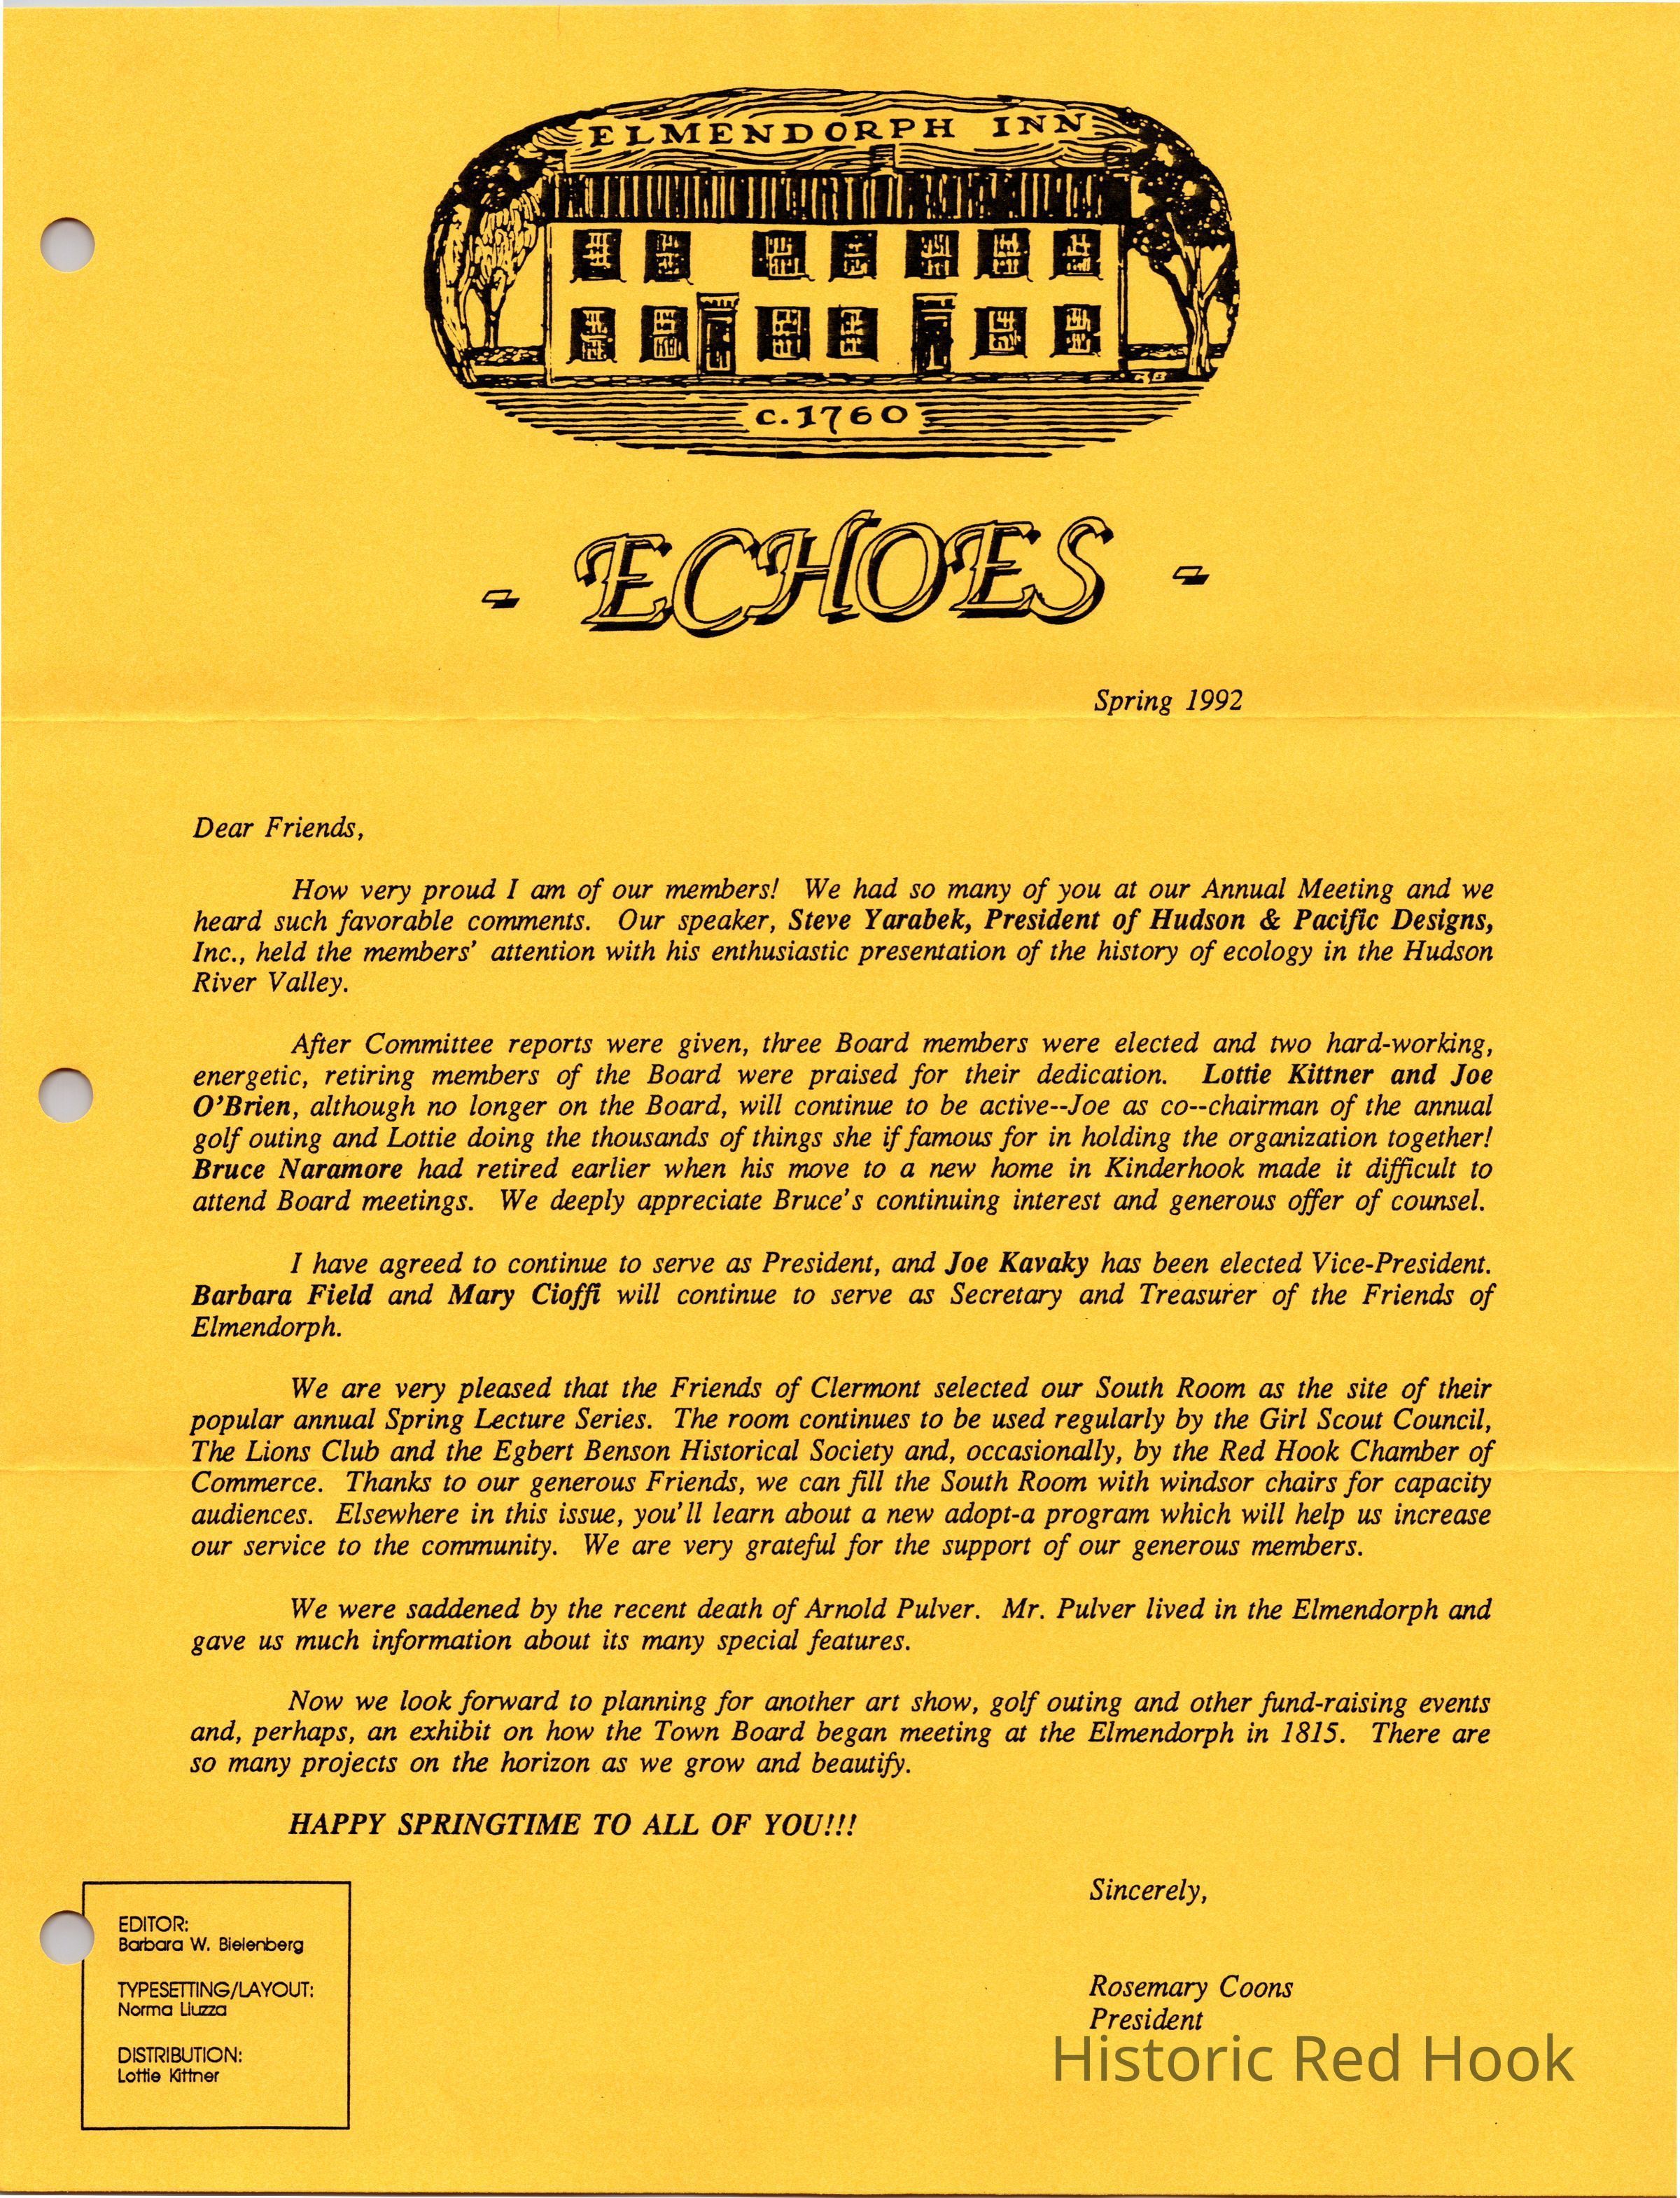 ELMENDORPH INN
c.1760
- ECHOES -
Spring 1992
Dear Friends,
How very proud I am of our members! We had so many of you at our Annual Meeting and we
heard such favorable comments. Our speaker, Steve Yarabek, President of Hudson & Pacific Designs,
Inc., held the members' attention with his enthusiastic presentation of the history of ecology in the Hudson
River Valley.
After Committee reports were given, three Board members were elected and two hard-working,
energetic, retiring members of the Board were praised for their dedication. Lottie Kittner and Joe
O'Brien, although no longer on the Board, will continue to be active--Joe as co--chairman of the annual
golf outing and Lottie doing the thousands of things she if famous for in holding the organization together!
Bruce Naramore had retired earlier when his move to a new home in Kinderhook made it difficult to
attend Board meetings. We deeply appreciate Bruce's continuing interest and generous offer of counsel.
I have agreed to continue to serve as President, and Joe Kavaky has been elected Vice-President.
Barbara Field and Mary Cioffi will continue to serve as Secretary and Treasurer of the Friends of
Elmendorph.
We are very pleased that the Friends of Clermont selected our South Room as the site of their
popular annual Spring Lecture Series. The room continues to be used regularly by the Girl Scout Council,
The Lions Club and the Egbert Benson Historical Society and, occasionally, by the Red Hook Chamber of
Commerce. Thanks to our generous Friends, we can fill the South Room with windsor chairs for capacity
audiences. Elsewhere in this issue, you'll learn about a new adopt-a program which will help us increase
our service to the community. We are very grateful for the support of our generous members.
We were saddened by the recent death of Arnold Pulver. Mr. Pulver lived in the Elmendorph and
gave us much information about its many special features.
Now we look forward to planning for another art show, golf outing and other fund-raising events
and, perhaps, an exhibit on how the Town Board began meeting at the Elmendorph in 1815. There are
so many projects on the horizon as we grow and beautify.
HAPPY SPRINGTIME TO ALL OF YOU!!!
Sincerely,
Rosemary Coons
President
EDITOR:
Barbara W. Bielenberg
TYPESETTING/LAYOUT:
Norma Liuzza
DISTRIBUTION:
Lottie Kittner
Historic Red Hook